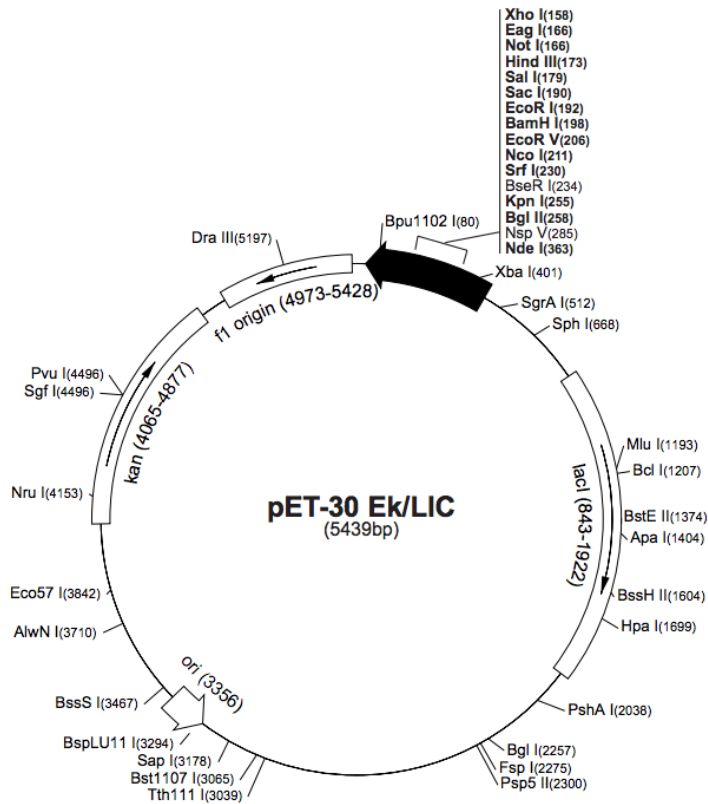 Xho I(158)
Eag I(166)
Not I(166)
Hind III(173)
Sal I(179)
Sac I(190)
EcoR I(192)
BamH I(198)
EcoR V(206)
Nco I(211)
Srf I(230)
BseR I(234)
Kpn I(255)
Bgl II(258)
Nsp V(285)
Nde I(363)
Bpu1102 I(80)
Dra III(5197)
Xba I(401)
SgrA I(512)
Sph I(668)
f1 origin (4973-5428)
Pvu I(4496)
Sgf I(4496)
kan (4065-4877)
Mlu I(1193)
Bcl I(1207)
lacI (843-1922)
Nru I(4153)
pET-30 Ek/LIC
(5439bp)
BstE II(1374)
Apa I(1404)
Eco57 I(3842)
BssH II(1604)
AlwN I(3710)
Hpa I(1699)
ori (3356)
BssS I(3467)
PshA I(2038)
BspLU11 I(3294)
Sap I(3178)
Bst1107 I(3065)
Tth111 I(3039)
Bgl I(2257)
Fsp I(2275)
Psp5 II(2300)